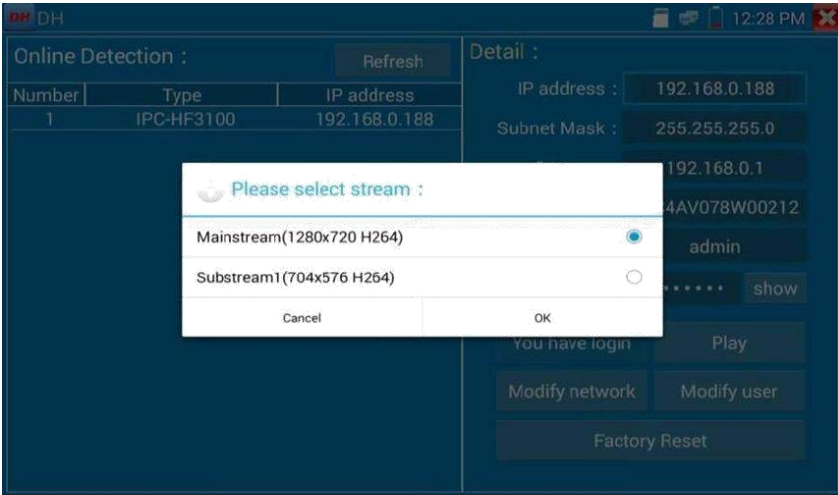 DH DH 12:28 PM
Online Detection :
Refresh
Number Type IP address
1 IPC-HF3100 192.168.0.188
Detail :
IP address : 192.168.0.188
Subnet Mask : 255.255.255.0
192.168.0.1
4AV078W00212
admin
show
You have login
Play
Modify network
Modify user
Factory Reset
Please select stream :
Mainstream(1280x720 H264)
Substream1(704x576 H264)
Cancel
OK